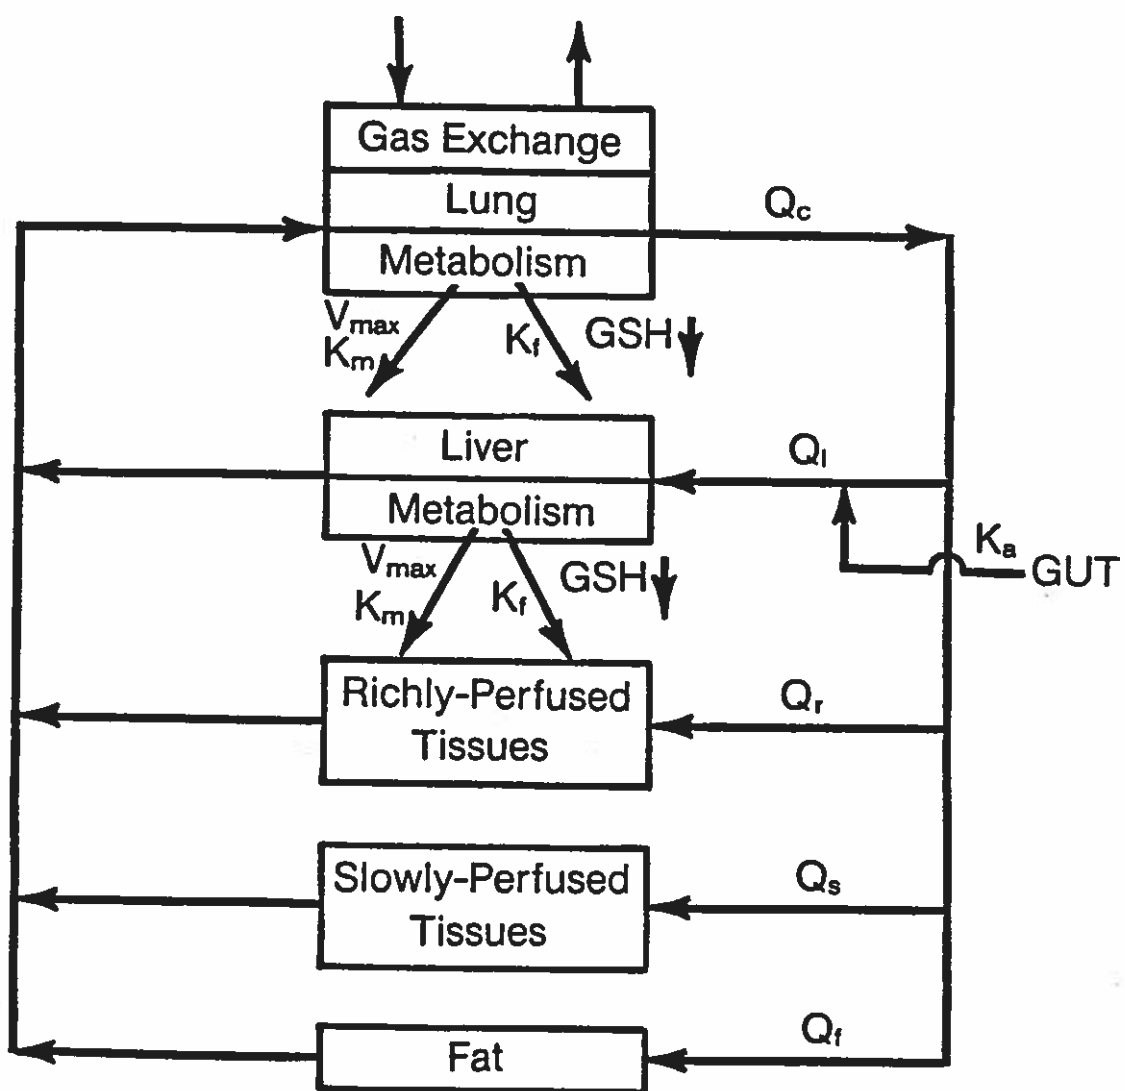 Gas Exchange
Lung
Qc
Metabolism
Vmax
Km
Kf
GSH
Liver
Ql
Metabolism
Ka
GUT
Vmax
Km
Kf
GSH
Richly-Perfused
Tissues
Qr
Slowly-Perfused
Tissues
Qs
Fat
Qf